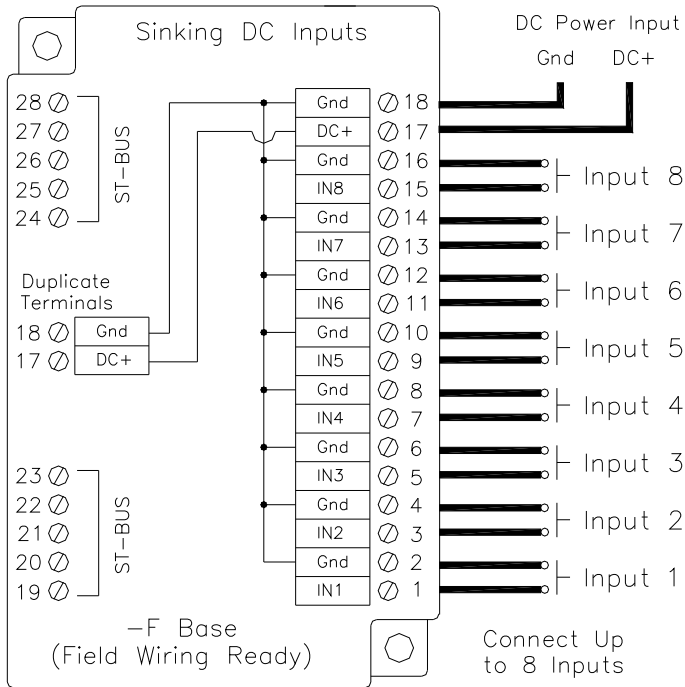 Sinking DC Inputs
DC Power Input
Gnd DC+
28
27
26
25
24
ST-BUS
Duplicate
Terminals
18 Gnd
17 DC+
23
22
21
20
19
ST-BUS
Gnd 18
DC+ 17
Gnd 16
IN8 15
Input 8
Gnd 14
IN7 13
Input 7
Gnd 12
IN6 11
Input 6
Gnd 10
IN5 9
Input 5
Gnd 8
IN4 7
Input 4
Gnd 6
IN3 5
Input 3
Gnd 4
IN2 3
Input 2
Gnd 2
IN1 1
Input 1
-F Base
(Field Wiring Ready)
Connect Up
to 8 Inputs